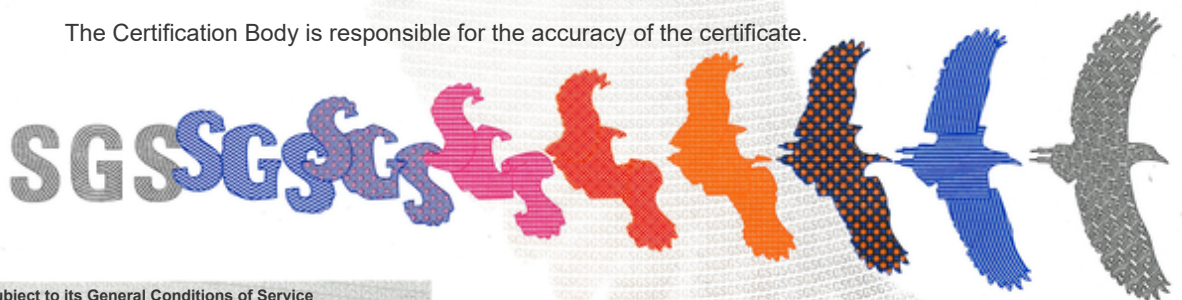 The Certification Body is responsible for the accuracy of the certificate.
SGS SGS SGS
subject to its General Conditions of Service